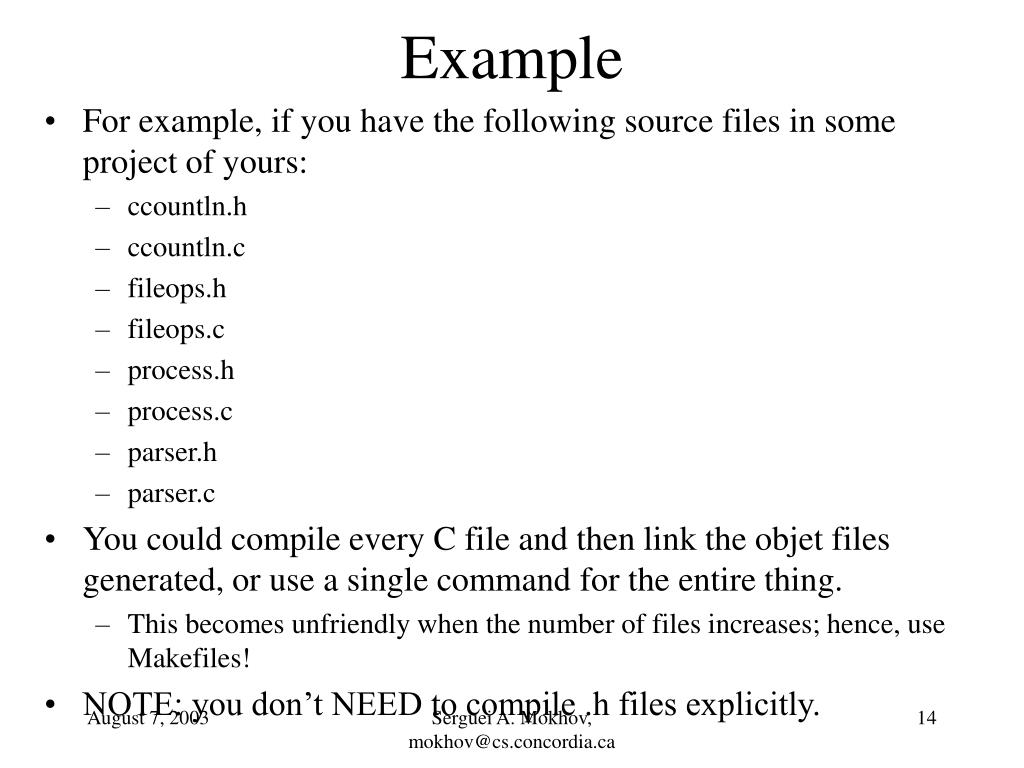 Example
• For example, if you have the following source files in some
project of yours:
– ccountln.h
– ccountln.c
– fileops.h
– fileops.c
– process.h
– process.c
– parser.h
– parser.c
• You could compile every C file and then link the objet files
generated, or use a single command for the entire thing.
– This becomes unfriendly when the number of files increases; hence, use
Makefiles!
• NOTE: you don’t NEED to compile .h files explicitly.
August 7, 2003
Serguei A. Mokhov,
mokhov@cs.concordia.ca
14